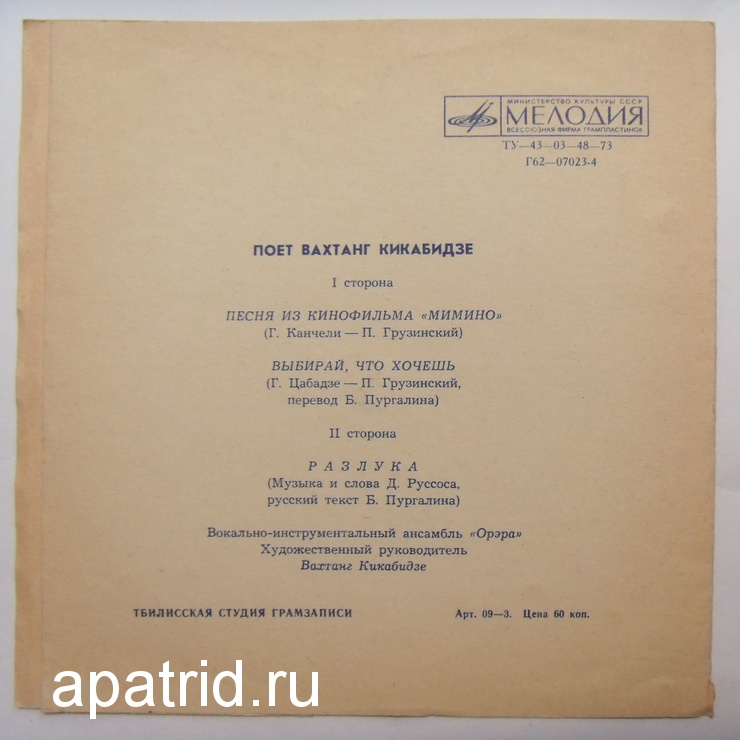 МИНИСТЕРСТВО КУЛЬТУРЫ СССР
МЕЛОДИЯ
ВСЕСОЮЗНАЯ ФИРМА ГРАМПЛАСТИНОК
ТУ—43—03—48—73
Г62—07023-4
ПОЕТ ВАХТАНГ КИКАБИДЗЕ
I сторона
ПЕСНЯ ИЗ КИНОФИЛЬМА «МИМИНО»
(Г. Канчели — П. Грузинский)
ВЫБИРАЙ, ЧТО ХОЧЕШЬ
(Г. Цабадзе — П. Грузинский,
перевод Б. Пургалина)
II сторона
РАЗЛУКА
(Музыка и слова Д. Руссоса,
русский текст Б. Пургалина)
Вокально-инструментальный ансамбль «Орэра»
Художественный руководитель
Вахтанг Кикабидзе
ТБИЛИССКАЯ СТУДИЯ ГРАМЗАПИСИ Арт. 09—3. Цена 60 коп.
apatrid.ru